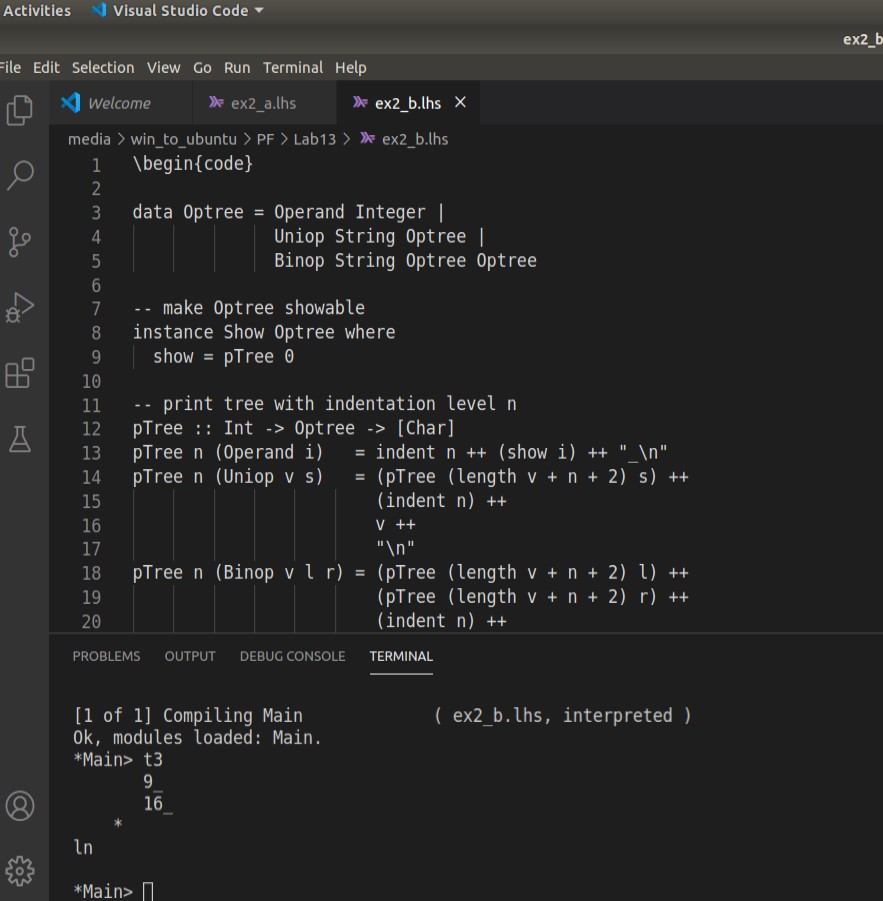 Activities Visual Studio Code
ex2_b
File Edit Selection View Go Run Terminal Help
Welcome ex2_a.lhs ex2_b.lhs
media > win_to_ubuntu > PF > Lab13 > ex2_b.lhs
1 \begin{code}
2
3 data Optree = Operand Integer |
4 Uniop String Optree |
5 Binop String Optree Optree
6
7 -- make Optree showable
8 instance Show Optree where
9 show = pTree 0
10
11 -- print tree with indentation level n
12 pTree :: Int -> Optree -> [Char]
13 pTree n (Operand i) = indent n ++ (show i) ++ "_\n"
14 pTree n (Uniop v s) = (pTree (length v + n + 2) s) ++
15 (indent n) ++
16 v ++
17 "\n"
18 pTree n (Binop v l r) = (pTree (length v + n + 2) l) ++
19 (pTree (length v + n + 2) r) ++
20 (indent n) ++
PROBLEMS OUTPUT DEBUG CONSOLE TERMINAL
[1 of 1] Compiling Main ( ex2_b.lhs, interpreted )
Ok, modules loaded: Main.
*Main> t3
9_
16_
*
ln
*Main>